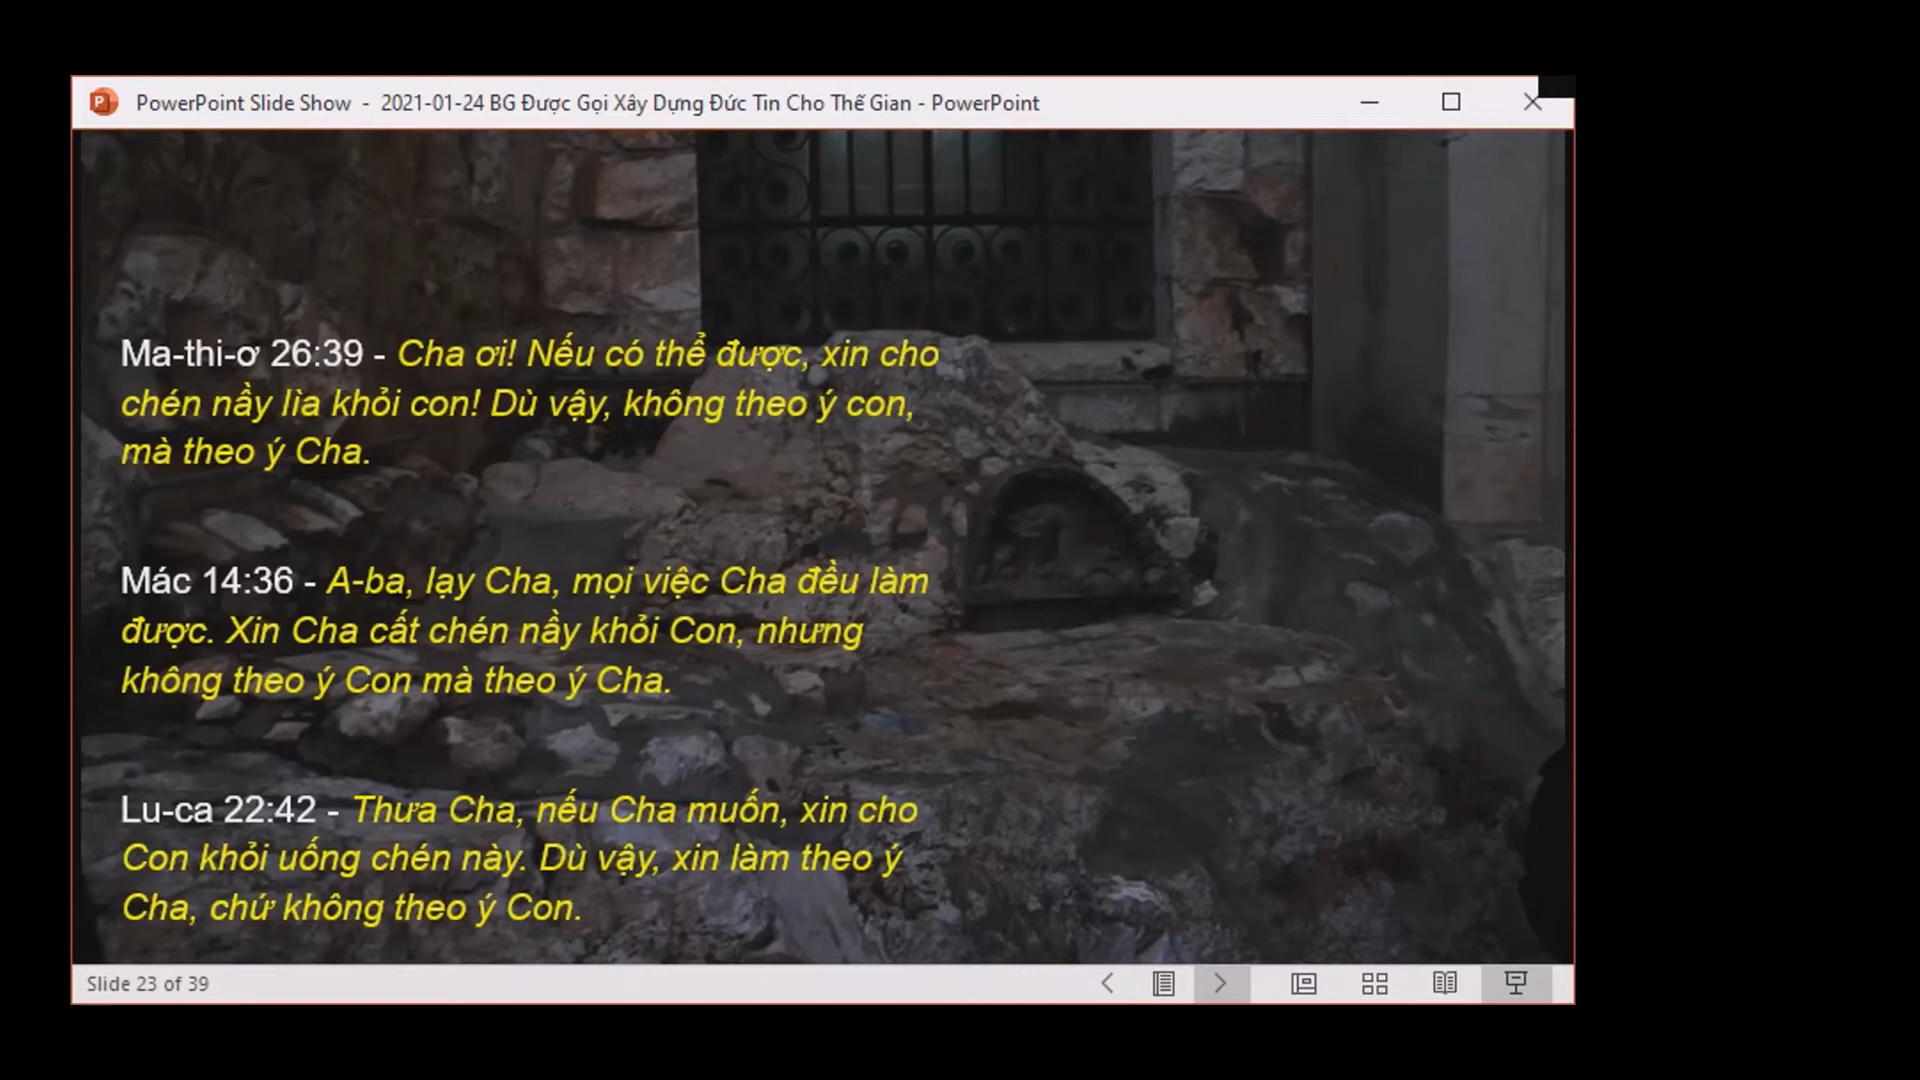 PowerPoint Slide Show - 2021-01-24 BG Được Gọi Xây Dựng Đức Tin Cho Thế Gian - PowerPoint
Ma-thi-ơ 26:39 - Cha ơi! Nếu có thể được, xin cho
chén nầy lìa khỏi con! Dù vậy, không theo ý con,
mà theo ý Cha.
Mác 14:36 - A-ba, lạy Cha, mọi việc Cha đều làm
được. Xin Cha cất chén nầy khỏi Con, nhưng
không theo ý Con mà theo ý Cha.
Lu-ca 22:42 - Thưa Cha, nếu Cha muốn, xin cho
Con khỏi uống chén này. Dù vậy, xin làm theo ý
Cha, chứ không theo ý Con.
Slide 23 of 39